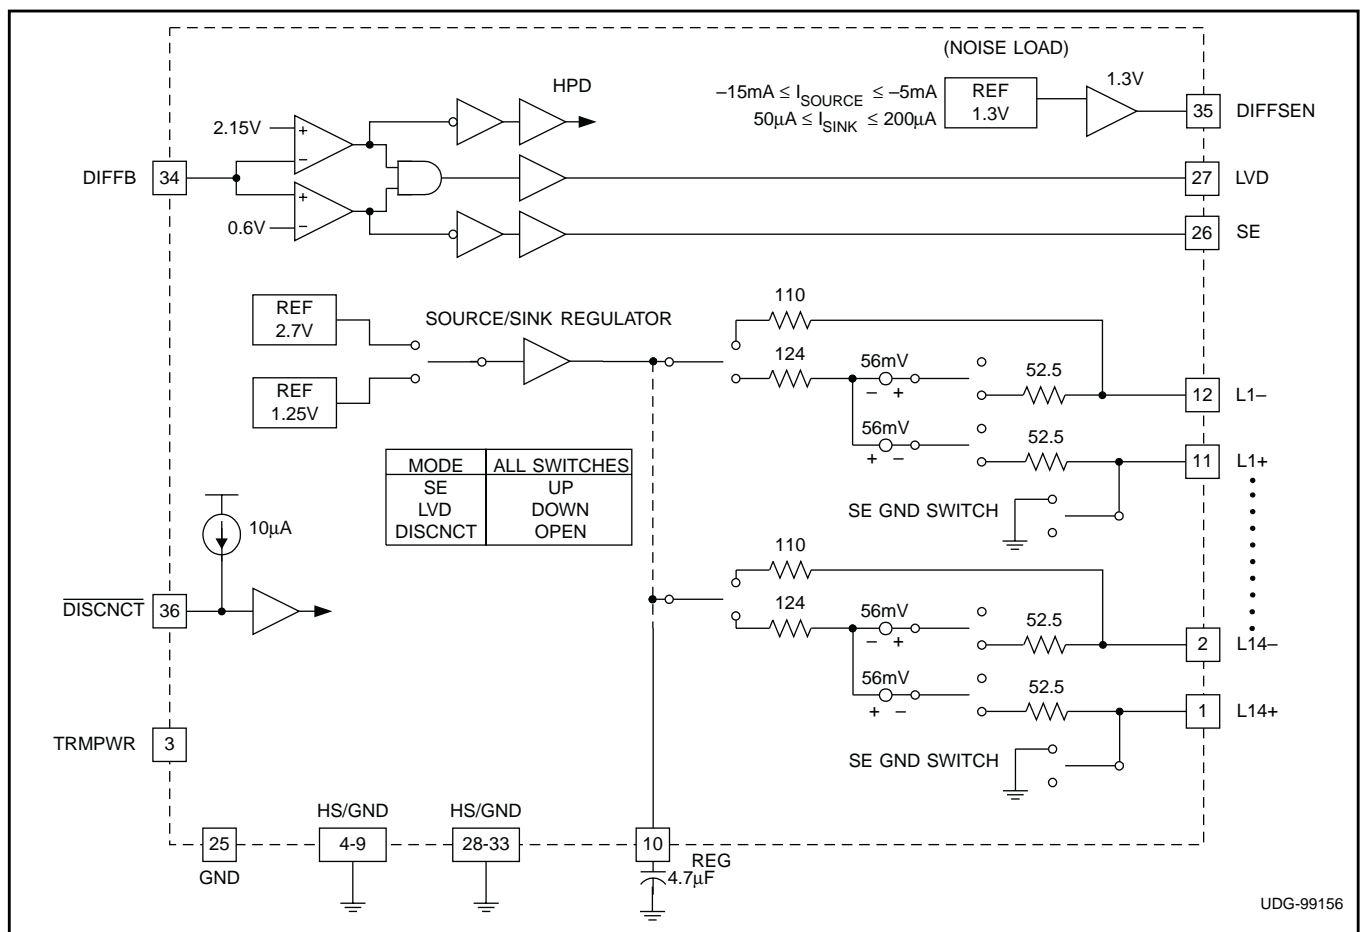 (NOISE LOAD)
HPD
–15mA ≤ ISOURCE ≤ –5mA
50µA ≤ ISINK ≤ 200µA
REF
1.3V
1.3V
35
DIFFSEN
2.15V
+
–
DIFFB
34
+
–
0.6V
27
LVD
26
SE
REF
2.7V
SOURCE/SINK REGULATOR
REF
1.25V
110
124
56mV
– +
52.5
12
L1–
56mV
+ –
52.5
11
L1+
SE GND SWITCH
MODE ALL SWITCHES
SE UP
LVD DOWN
DISCNCT OPEN
10µA
DISCNCT
36
110
124
56mV
– +
52.5
2
L14–
56mV
+ –
52.5
1
L14+
SE GND SWITCH
TRMPWR
3
25
GND
HS/GND
4-9
HS/GND
28-33
10
REG
4.7µF
UDG-99156